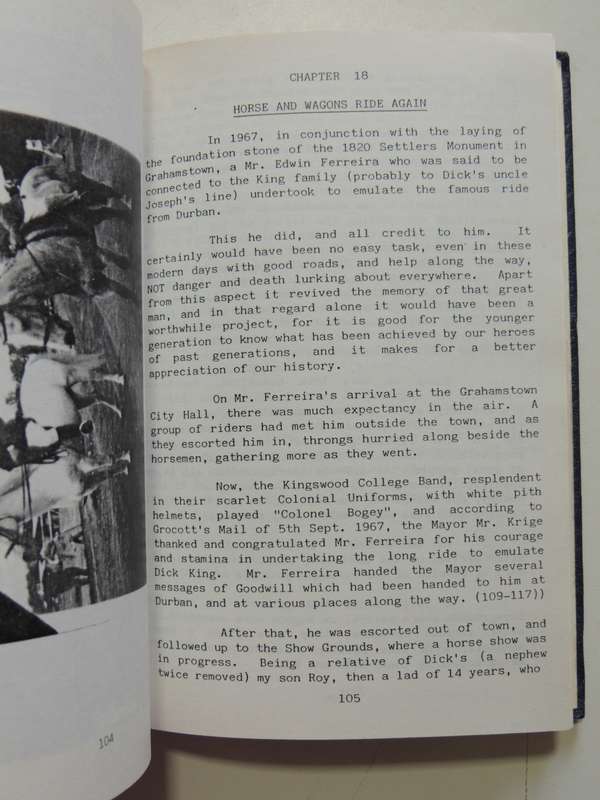 104
CHAPTER 18
HORSE AND WAGONS RIDE AGAIN
In 1967, in conjunction with the laying of
the foundation stone of the 1820 Settlers Monument in
Grahamstown, a Mr. Edwin Ferreira who was said to be
connected to the King family (probably to Dick's uncle
Joseph's line) undertook to emulate the famous ride
from Durban.
This he did, and all credit to him. It
certainly would have been no easy task, even in these
modern days with good roads, and help along the way,
NOT danger and death lurking about everywhere. Apart
from this aspect it revived the memory of that great
man, and in that regard alone it would have been a
worthwhile project, for it is good for the younger
generation to know what has been achieved by our heroes
of past generations, and it makes for a better
appreciation of our history.
On Mr. Ferreira's arrival at the Grahamstown
City Hall, there was much expectancy in the air. A
group of riders had met him outside the town, and as
they escorted him in, throngs hurried along beside the
horsemen, gathering more as they went.
Now, the Kingswood College Band, resplendent
in their scarlet Colonial Uniforms, with white pith
helmets, played "Colonel Bogey", and according to
Grocott's Mail of 5th Sept. 1967, the Mayor Mr. Krige
thanked and congratulated Mr. Ferreira for his courage
and stamina in undertaking the long ride to emulate
Dick King. Mr. Ferreira handed the Mayor several
messages of Goodwill which had been handed to him at
Durban, and at various places along the way. (109-117))
After that, he was escorted out of town, and
followed up to the Show Grounds, where a horse show was
in progress. Being a relative of Dick's (a nephew
twice removed) my son Roy, then a lad of 14 years, who
105